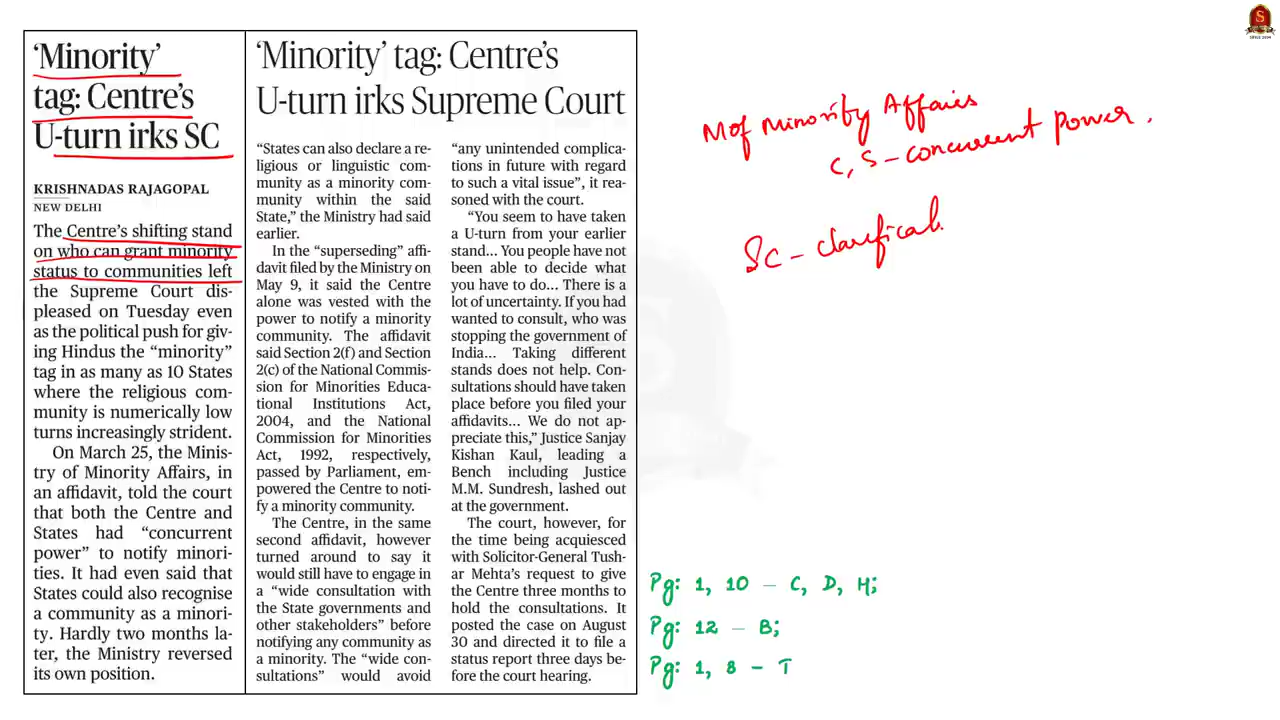 ‘Minority’
tag: Centre’s
U-turn irks SC
KRISHNADAS RAJAGOPAL
NEW DELHI
The Centre’s shifting stand
on who can grant minority
status to communities left
the Supreme Court dis-
pleased on Tuesday even
as the political push for giv-
ing Hindus the “minority”
tag in as many as 10 States
where the religious com-
munity is numerically low
turns increasingly strident.
On March 25, the Minis-
try of Minority Affairs, in
an affidavit, told the court
that both the Centre and
States had “concurrent
power” to notify minori-
ties. It had even said that
States could also recognise
a community as a minori-
ty. Hardly two months la-
ter, the Ministry reversed
its own position.
‘Minority’ tag: Centre’s
U-turn irks Supreme Court
“States can also declare a re-
ligious or linguistic com-
munity as a minority com-
munity within the said
State,” the Ministry had said
earlier.
In the “superseding” affi-
davit filed by the Ministry on
May 9, it said the Centre
alone was vested with the
power to notify a minority
community. The affidavit
said Section 2(f) and Section
2(c) of the National Commis-
sion for Minorities Educa-
tional Institutions Act,
2004, and the National
Commission for Minorities
Act, 1992, respectively,
passed by Parliament, em-
powered the Centre to noti-
fy a minority community.
The Centre, in the same
second affidavit, however
turned around to say it
would still have to engage in
a “wide consultation with
the State governments and
other stakeholders” before
notifying any community as
a minority. The “wide con-
sultations” would avoid
“any unintended complica-
tions in future with regard
to such a vital issue”, it rea-
soned with the court.
“You seem to have taken
a U-turn from your earlier
stand... You people have not
been able to decide what
you have to do... There is a
lot of uncertainty. If you had
wanted to consult, who was
stopping the government of
India... Taking different
stands does not help. Con-
sultations should have taken
place before you filed your
affidavits... We do not ap-
preciate this,” Justice Sanjay
Kishan Kaul, leading a
Bench including Justice
M.M. Sundresh, lashed out
at the government.
The court, however, for
the time being acquiesced
with Solicitor-General Tush-
ar Mehta’s request to give
the Centre three months to
hold the consultations. It
posted the case on August
30 and directed it to file a
status report three days be-
fore the court hearing.
M of Minority Affairs
C, S - concurrent power.
SC -
Pg: 1, 10 - C, D, H;
Pg: 12 - B;
Pg: 1, 8 - T